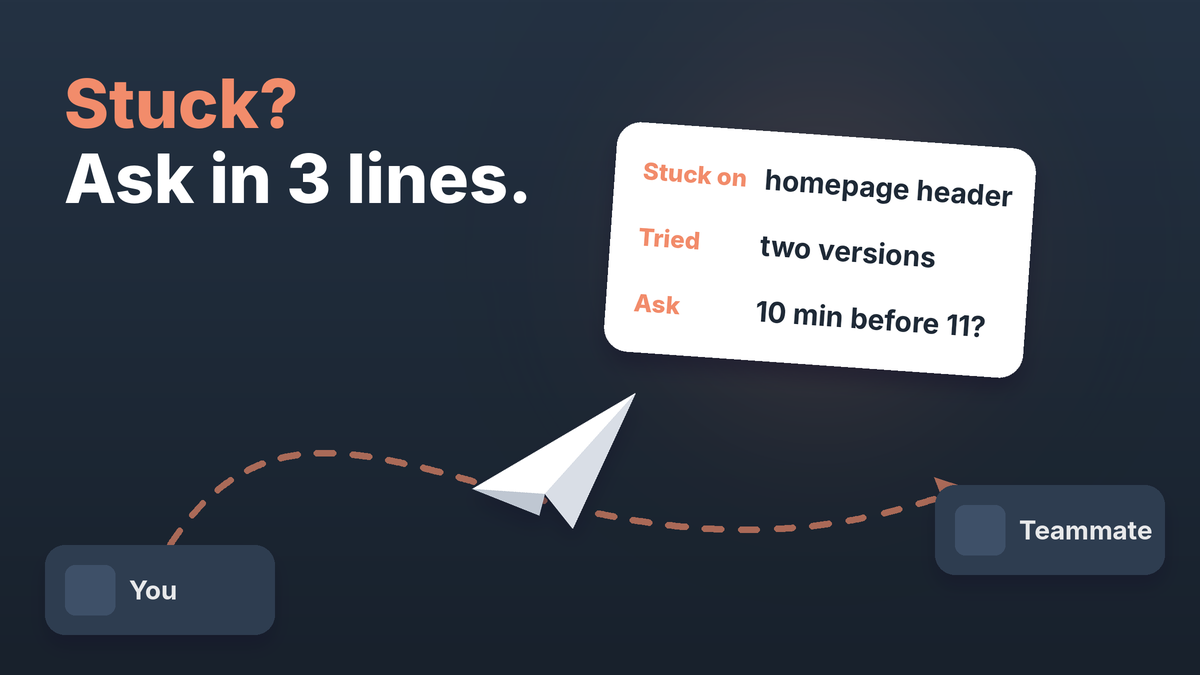 Stuck?
Ask in 3 lines.
Stuck on homepage header
Tried two versions
Ask 10 min before 11?
You
Teammate